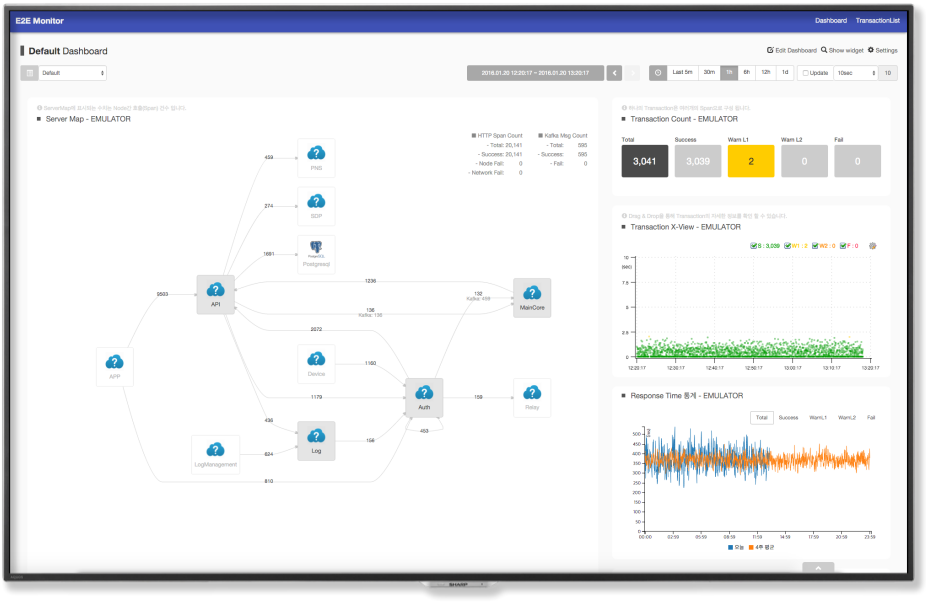 E2E Monitor
Dashboard TransactionList
Default Dashboard
Edit Dashboard Show widget Settings
Default
2016.01.20 12:20:17 ~ 2016.01.20 13:20:17
Last 5m 30m 1h 6h 12h 1d
Update 10sec 10
ServerMap에 표시되는 수치는 Node간 호출(Span) 건수 입니다.
Server Map - EMULATOR
HTTP Span Count
- Total: 20,141
- Success: 20,141
- Node Fail: 0
- Network Fail: 0
Kafka Msg Count
- Total: 595
- Success: 595
- Fail: 0
459
PNS
274
SDP
PostgreSQL
1691
Postgresql
9503
API
1236
132
Kafka: 459
136
Kafka: 136
MainCore
2072
APP
Device
1160
1179
Auth
159
Relay
453
436
Log
156
LogManagement
624
810
하나의 Transaction은 여러개의 Span으로 구성 됩니다.
Transaction Count - EMULATOR
Total Success Warn L1 Warn L2 Fail
3,041 3,039 2 0 0
Drag & Drop을 통해 Transaction의 자세한 정보를 확인 할 수 있습니다.
Transaction X-View - EMULATOR
S : 3,039 W1 : 2 W2 : 0 F : 0
10
(sec)
7.5
5
2.5
0
12:20:17 12:30:17 12:40:17 12:50:17 13:00:17 13:10:17 13:20:17
Response Time 통계 - EMULATOR
Total Success WarnL1 WarnL2 Fail
[ms]
500
450
400
350
300
250
200
150
100
50
0
00:00 02:59 05:59 08:59 11:59 14:59 17:59 20:59 23:59
오늘 4주 평균
SHARP